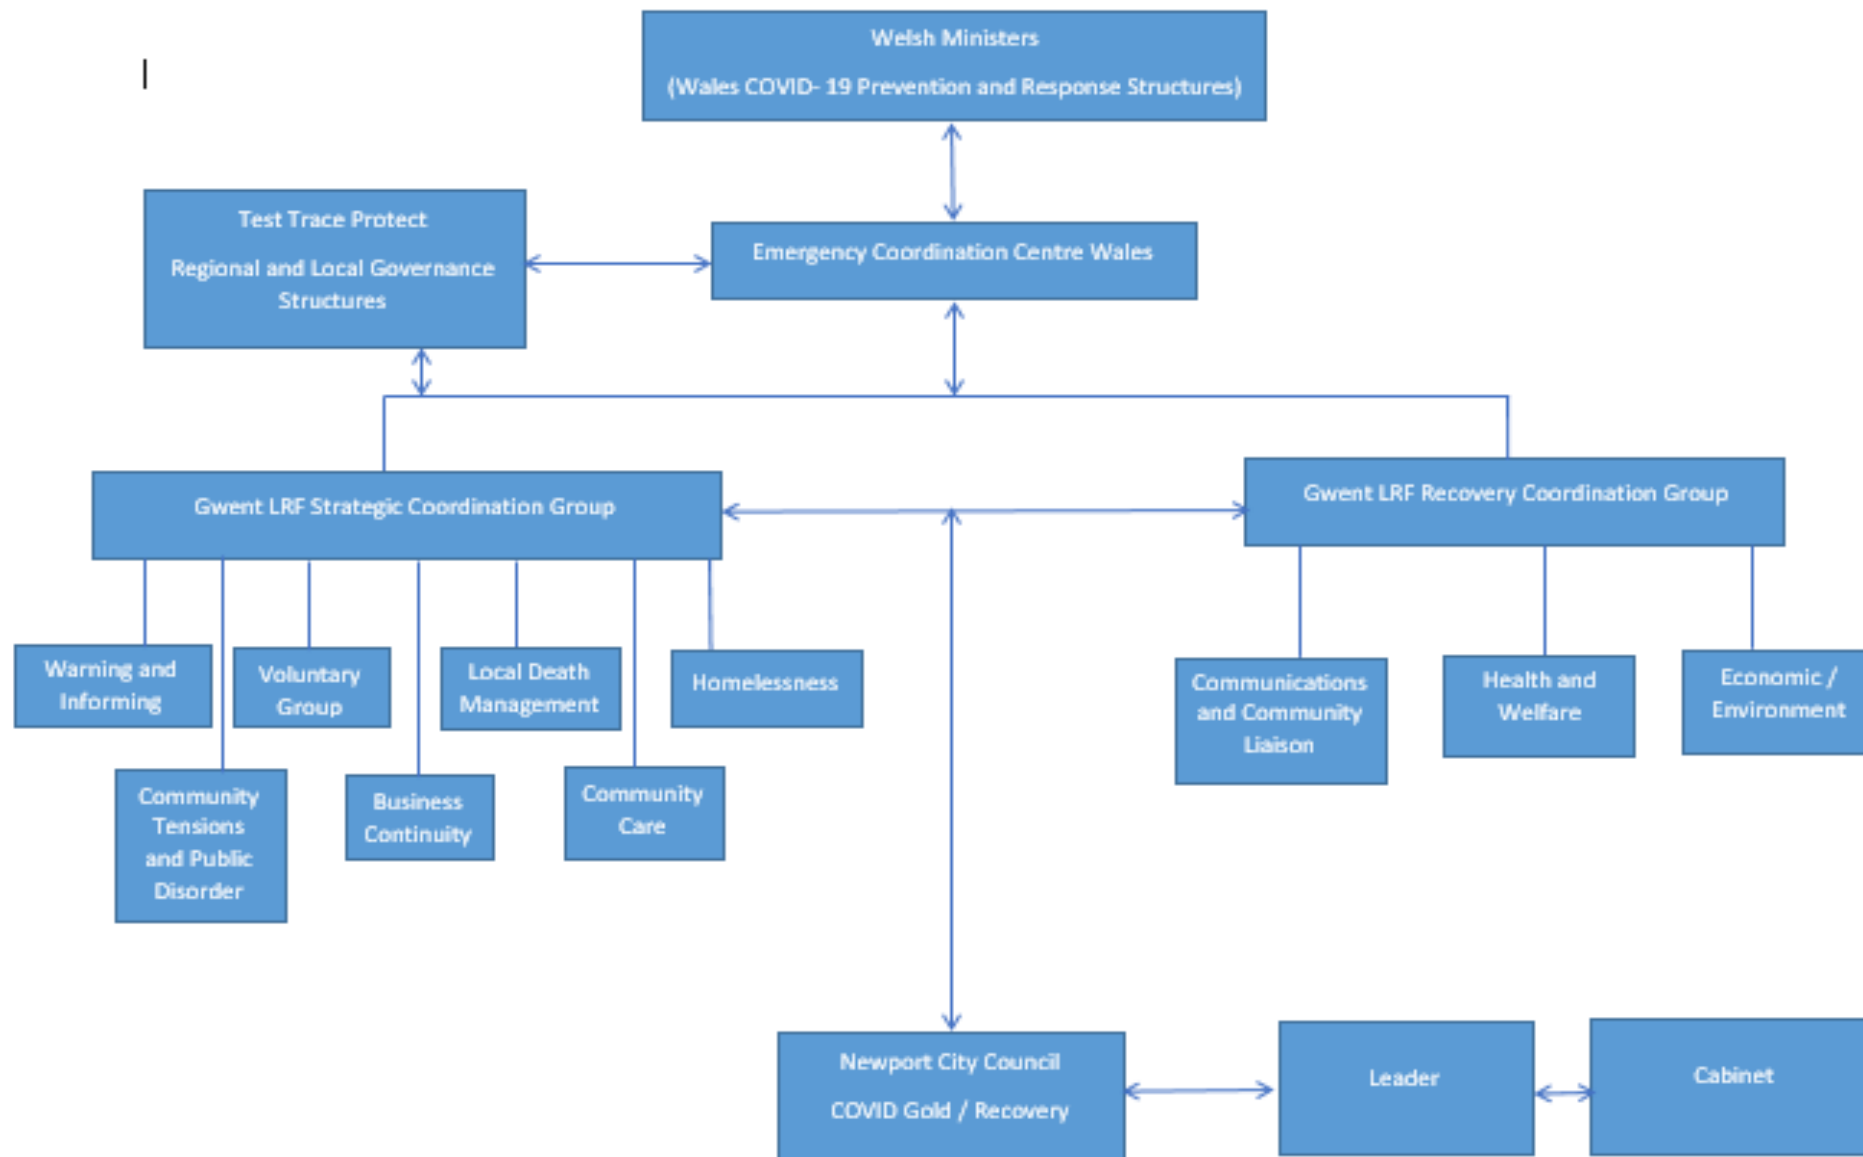 Welsh Ministers
(Wales COVID- 19 Prevention and Response Structures)
Test Trace Protect
Regional and Local Governance
Structures
Emergency Coordination Centre Wales
Gwent LRF Strategic Coordination Group
Gwent LRF Recovery Coordination Group
Warning and
Informing
Voluntary
Group
Local Death
Management
Homelessness
Community
Tensions
and Public
Disorder
Business
Continuity
Community
Care
Communications
and Community
Liaison
Health and
Welfare
Economic /
Environment
Newport City Council
COVID Gold / Recovery
Leader
Cabinet